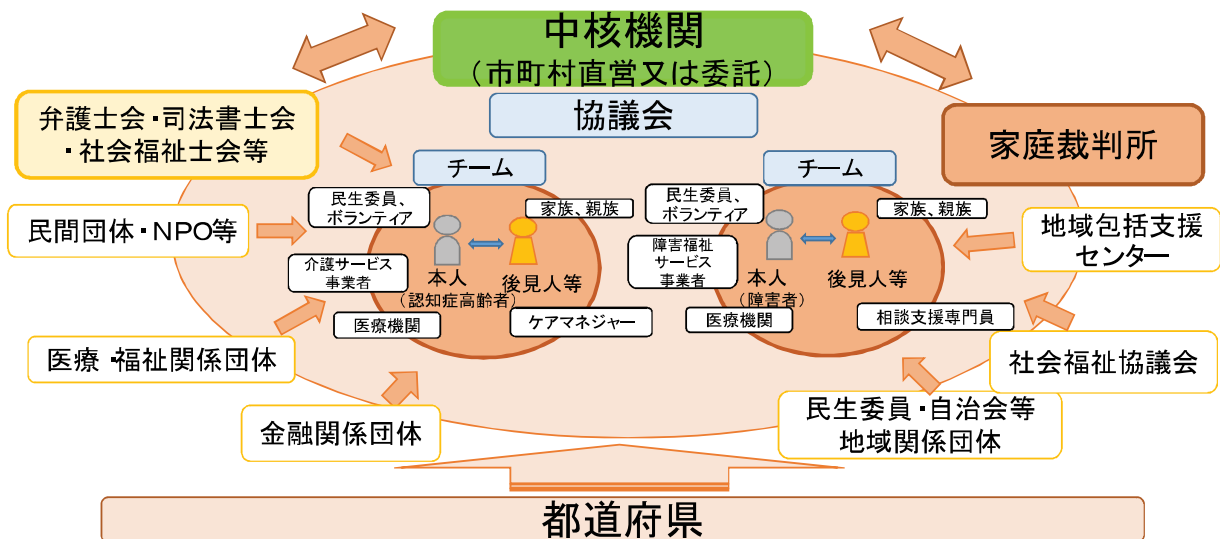 中核機関
（市町村直営又は委託）
協議会
弁護士会・司法書士会
・社会福祉士会等
家庭裁判所
民間団体・NPO等
医療・福祉関係団体
金融関係団体
地域包括支援
センター
社会福祉協議会
民生委員・自治会等
地域関係団体
チーム
民生委員、
ボランティア
家族、親族
介護サービス
事業者
本人
（認知症高齢者）
後見人等
医療機関
ケアマネジャー
チーム
民生委員、
ボランティア
家族、親族
障害福祉
サービス
事業者
本人
（障害者）
後見人等
医療機関
相談支援専門員
都道府県